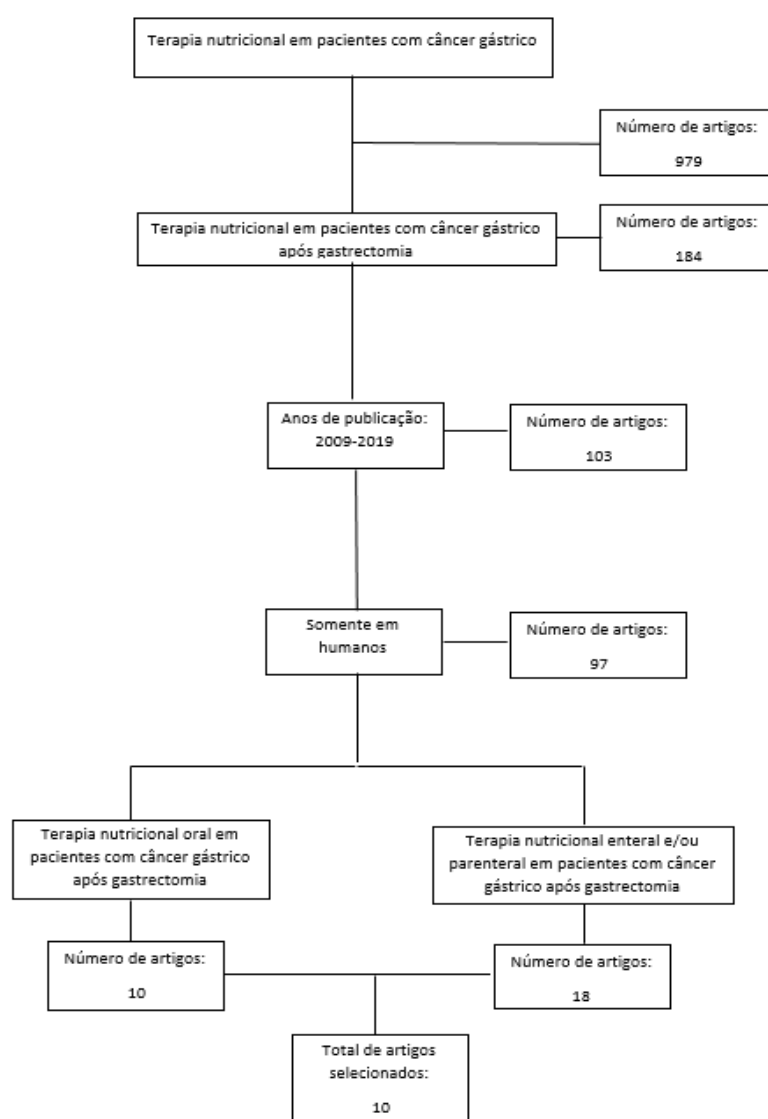 Terapia nutricional em pacientes com câncer gástrico
Número de artigos:
979
Terapia nutricional em pacientes com câncer gástrico
após gastrectomia
Número de artigos:
184
Anos de publicação:
2009-2019
Número de artigos:
103
Somente em
humanos
Número de artigos:
97
Terapia nutricional oral em
pacientes com câncer gástrico
após gastrectomia
Terapia nutricional enteral e/ou
parenteral em pacientes com câncer
gástrico após gastrectomia
Número de artigos:
10
Número de artigos:
18
Total de artigos
selecionados:
10